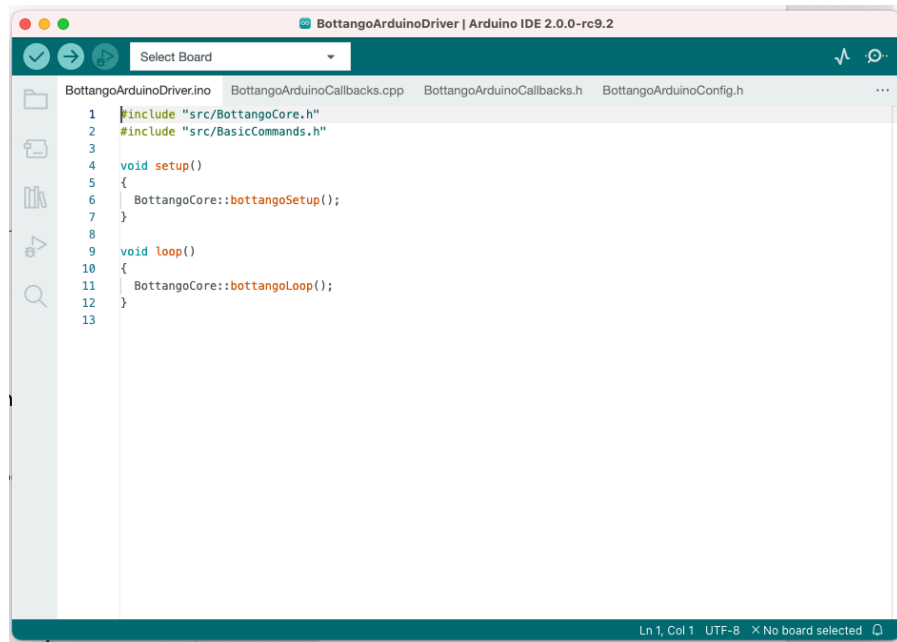 BottangoArduinoDriver | Arduino IDE 2.0.0-rc9.2
Select Board
BottangoArduinoDriver.ino BottangoArduinoCallbacks.cpp BottangoArduinoCallbacks.h BottangoArduinoConfig.h ...
1 #include "src/BottangoCore.h"
2 #include "src/BasicCommands.h"
3
4 void setup()
5 {
6 BottangoCore::bottangoSetup();
7 }
8
9 void loop()
10 {
11 BottangoCore::bottangoLoop();
12 }
13
Ln 1, Col 1 UTF-8 × No board selected